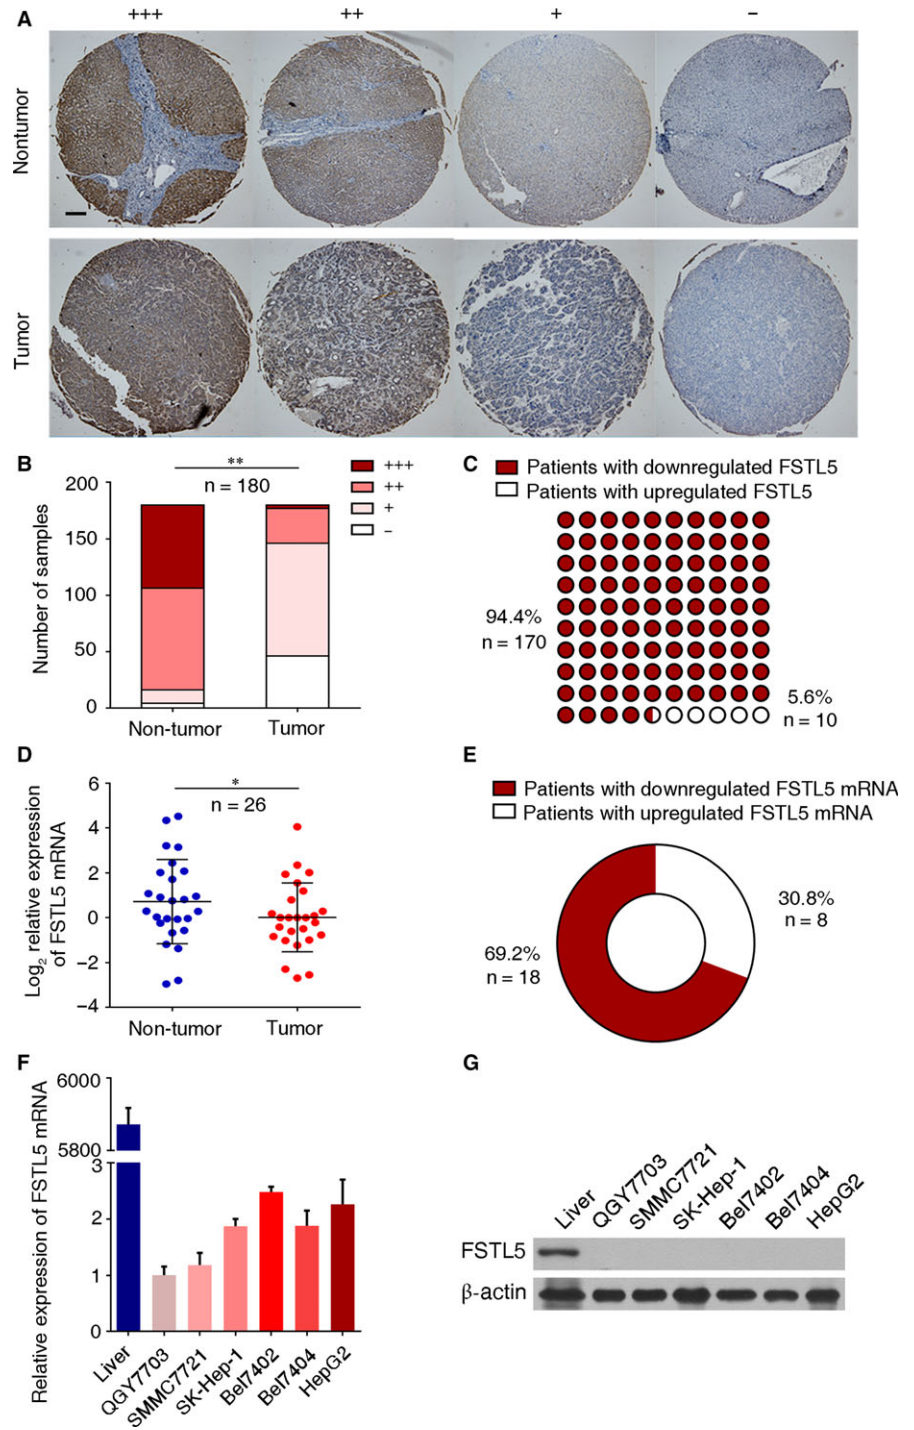 A
+++
++
+
−
Nontumor
Tumor
B
**
n = 180
+++
++
+
−
Number of samples
200
150
100
50
0
Non-tumor
Tumor
C
Patients with downregulated FSTL5
Patients with upregulated FSTL5
94.4%
n = 170
5.6%
n = 10
D
*
n = 26
Log2 relative expression
of FSTL5 mRNA
6
4
2
0
−2
−4
Non-tumor
Tumor
E
Patients with downregulated FSTL5 mRNA
Patients with upregulated FSTL5 mRNA
30.8%
n = 8
69.2%
n = 18
F
Relative expression of FSTL5 mRNA
6000
5800
3
2
1
0
Liver
QGY7703
SMMC7721
SK-Hep-1
Bel7402
Bel7404
HepG2
G
Liver
QGY7703
SMMC7721
SK-Hep-1
Bel7402
Bel7404
HepG2
FSTL5
β-actin